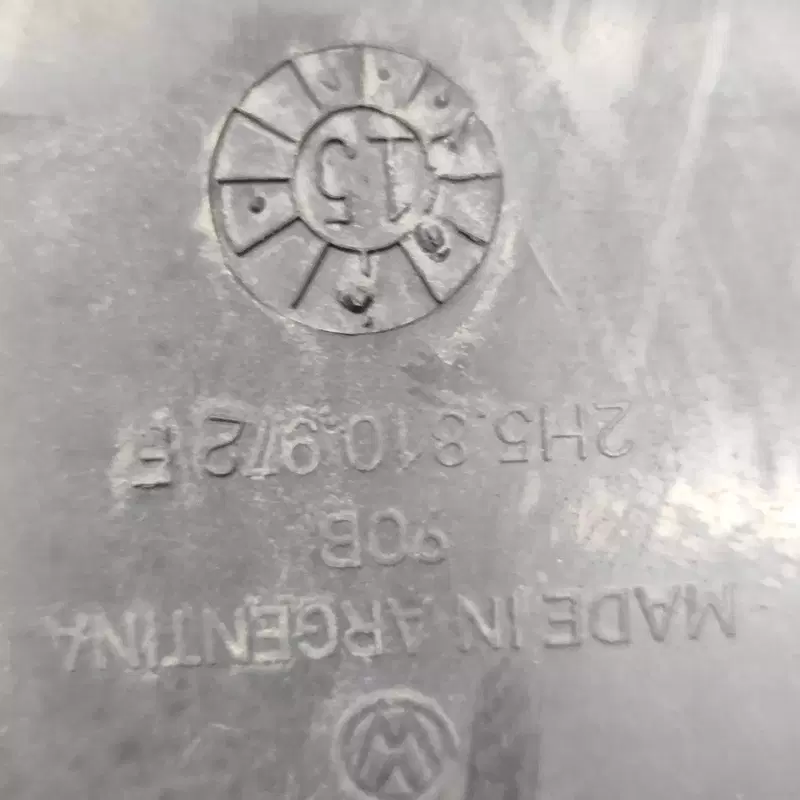 MADE IN ARGENTINA
90B
2H5.810.972 F
15